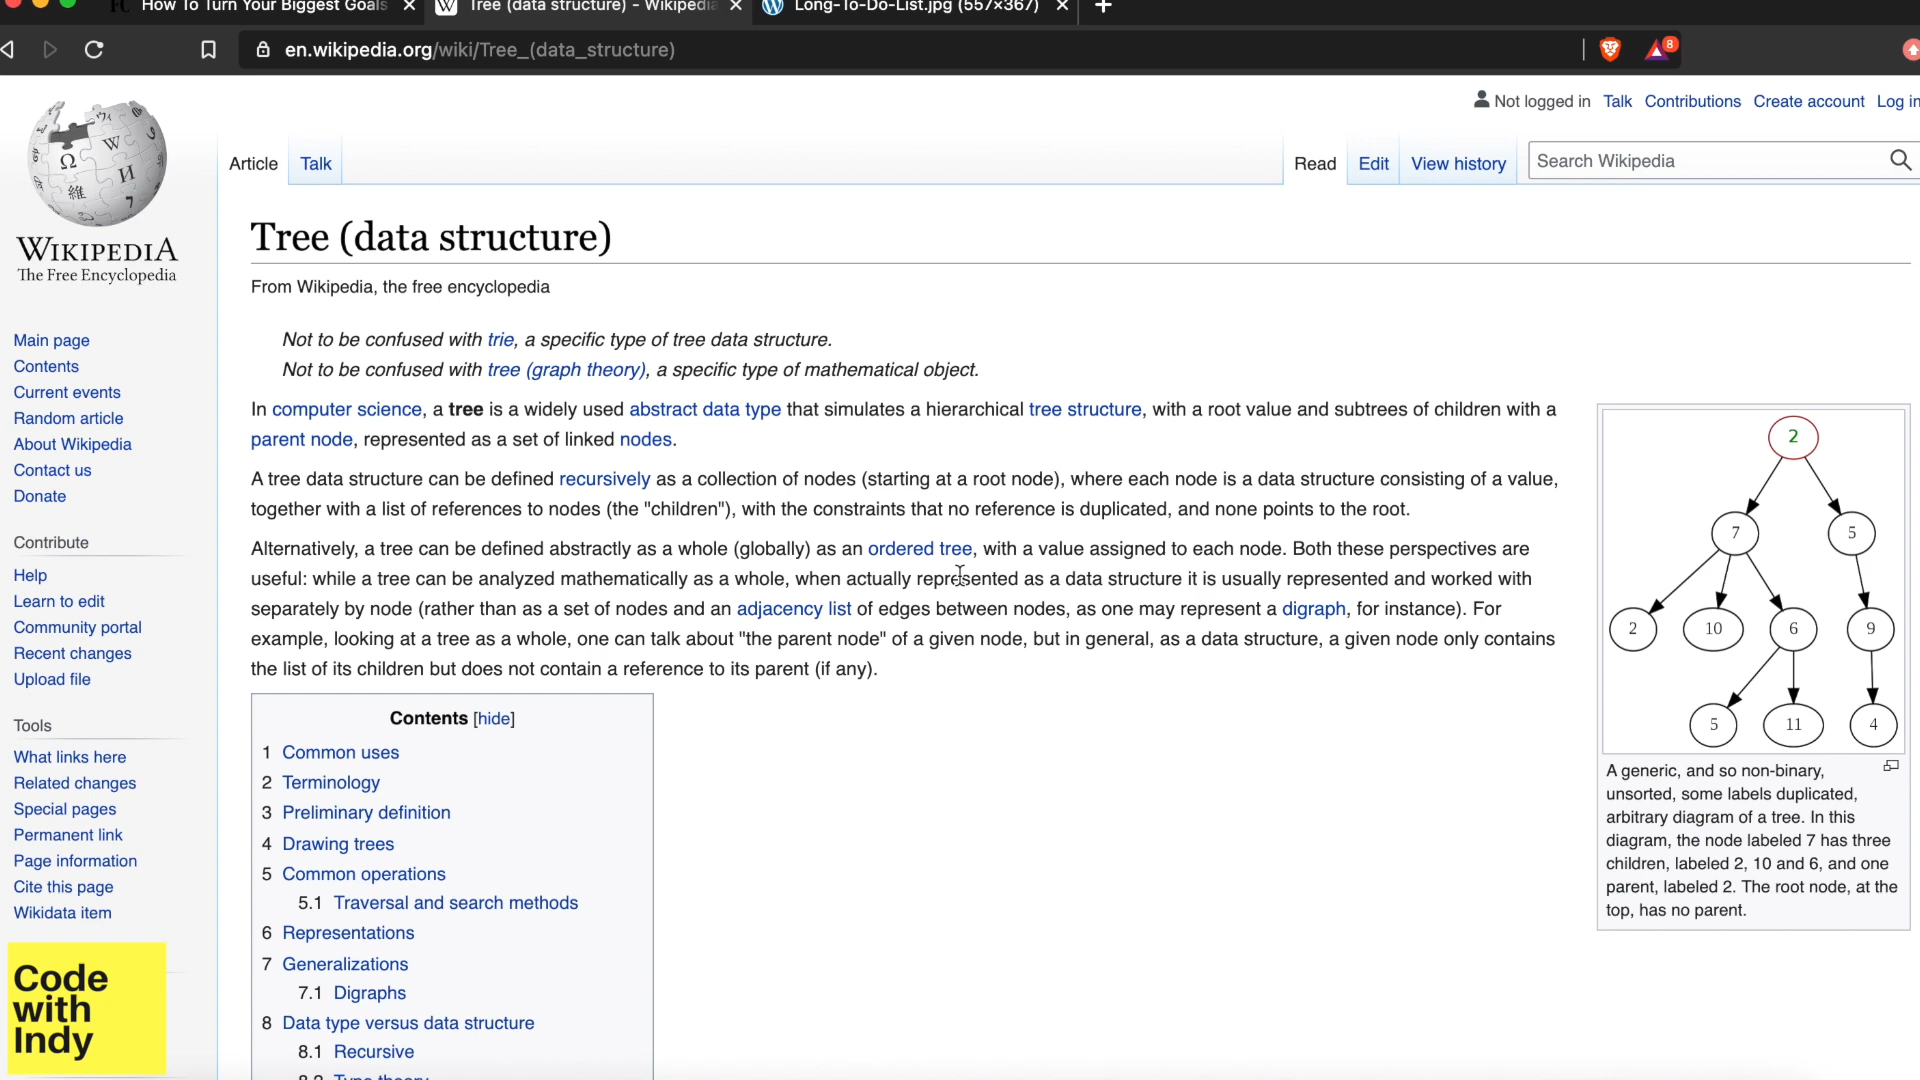 How To Turn Your Biggest Goals
Tree (data structure) - Wikipedia
Long-To-Do-List.jpg (557×367)
en.wikipedia.org/wiki/Tree_(data_structure)
8
Not logged in Talk Contributions Create account Log in
Article Talk Read Edit View history Search Wikipedia
WIKIPEDIA
The Free Encyclopedia
Tree (data structure)
From Wikipedia, the free encyclopedia
Not to be confused with trie, a specific type of tree data structure.
Not to be confused with tree (graph theory), a specific type of mathematical object.
In computer science, a tree is a widely used abstract data type that simulates a hierarchical tree structure, with a root value and subtrees of children with a
parent node, represented as a set of linked nodes.
A tree data structure can be defined recursively as a collection of nodes (starting at a root node), where each node is a data structure consisting of a value,
together with a list of references to nodes (the "children"), with the constraints that no reference is duplicated, and none points to the root.
Alternatively, a tree can be defined abstractly as a whole (globally) as an ordered tree, with a value assigned to each node. Both these perspectives are
useful: while a tree can be analyzed mathematically as a whole, when actually represented as a data structure it is usually represented and worked with
separately by node (rather than as a set of nodes and an adjacency list of edges between nodes, as one may represent a digraph, for instance). For
example, looking at a tree as a whole, one can talk about "the parent node" of a given node, but in general, as a data structure, a given node only contains
the list of its children but does not contain a reference to its parent (if any).
Main page
Contents
Current events
Random article
About Wikipedia
Contact us
Donate
Contribute
Help
Learn to edit
Community portal
Recent changes
Upload file
Tools
What links here
Related changes
Special pages
Permanent link
Page information
Cite this page
Wikidata item
Code
with
Indy
Contents [hide]
1 Common uses
2 Terminology
3 Preliminary definition
4 Drawing trees
5 Common operations
5.1 Traversal and search methods
6 Representations
7 Generalizations
7.1 Digraphs
8 Data type versus data structure
8.1 Recursive
8.2 Type theory
2
7 5
2 10 6 9
5 11 4
A generic, and so non-binary,
unsorted, some labels duplicated,
arbitrary diagram of a tree. In this
diagram, the node labeled 7 has three
children, labeled 2, 10 and 6, and one
parent, labeled 2. The root node, at the
top, has no parent.